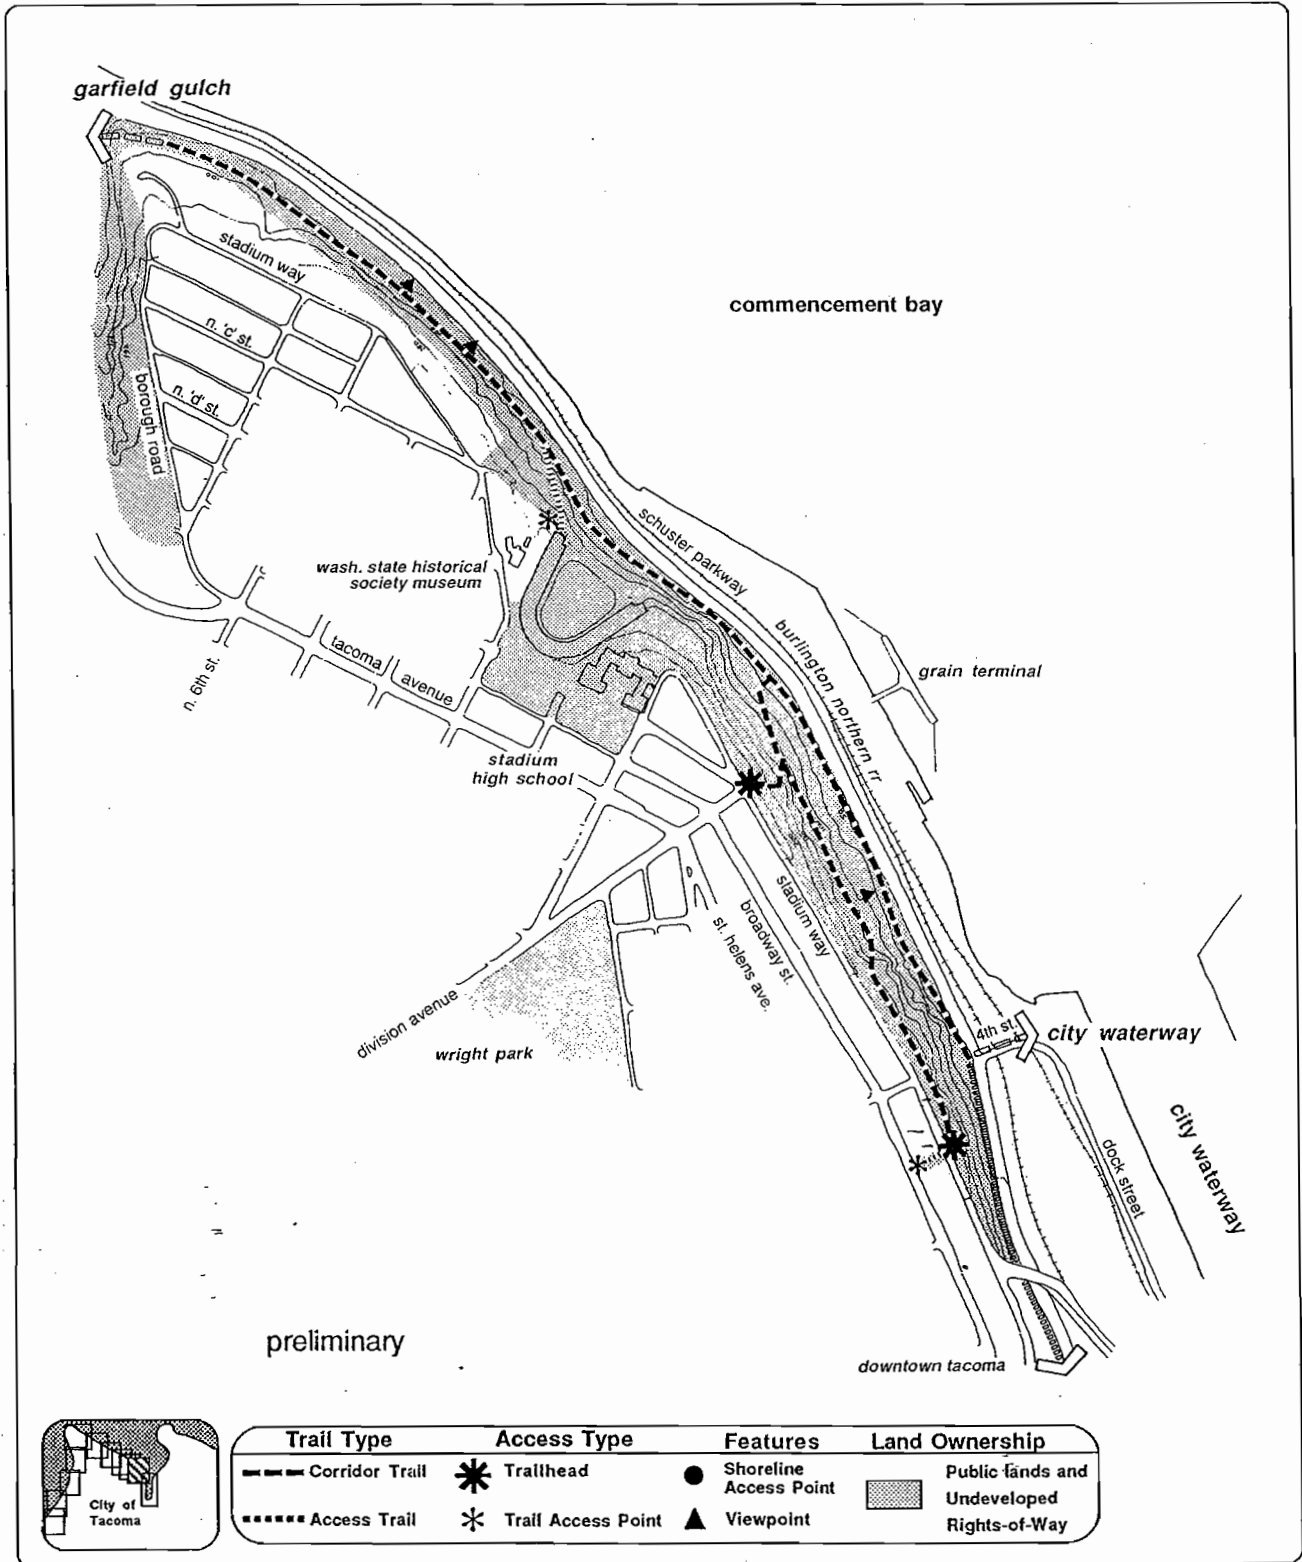 garfield gulch
stadium way
commencement bay
n. 'c' st.
n. 'd' st.
borough road
schuster parkway
wash. state historical
society museum
burlington northern rr
tacoma avenue
grain terminal
n. 6th st.
stadium
high school
stadium way
broadway st.
st. helens ave.
division avenue
wright park
4th st.
city waterway
city waterway
dock street
preliminary
downtown tacoma
City of
Tacoma
Trail Type
Corridor Trail
Access Trail
Access Type
Trailhead
Trail Access Point
Features
Shoreline
Access Point
Viewpoint
Land Ownership
Public lands and
Undeveloped
Rights-of-Way